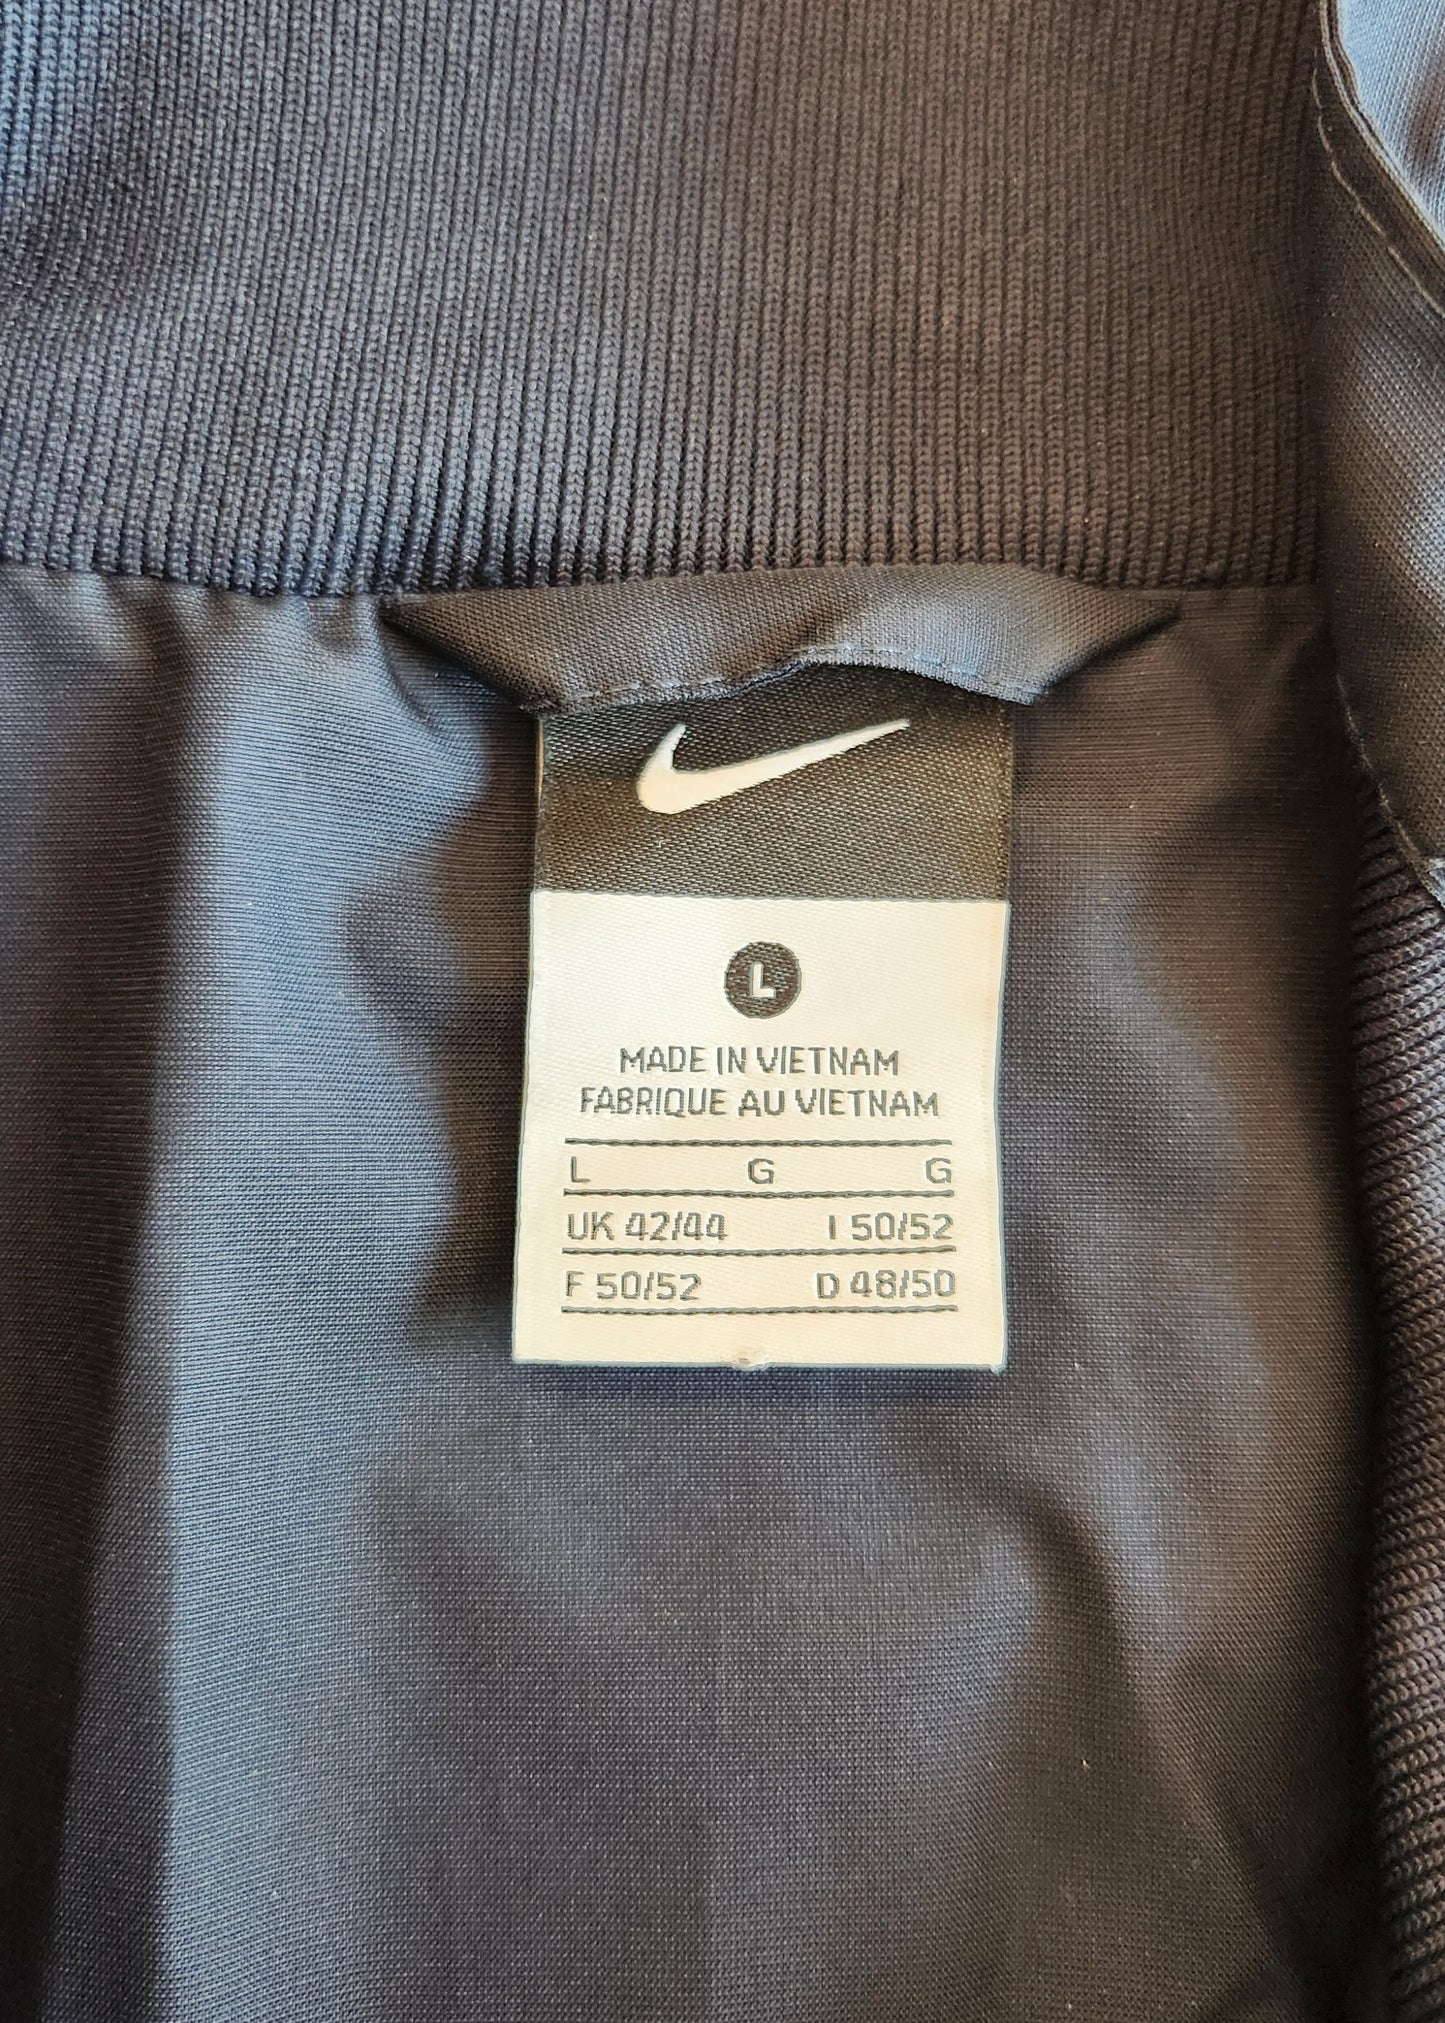 L
MADE IN VIETNAM
FABRIQUE AU VIETNAM
L G G
UK 42/44 I 50/52
F 50/52 D 48/50